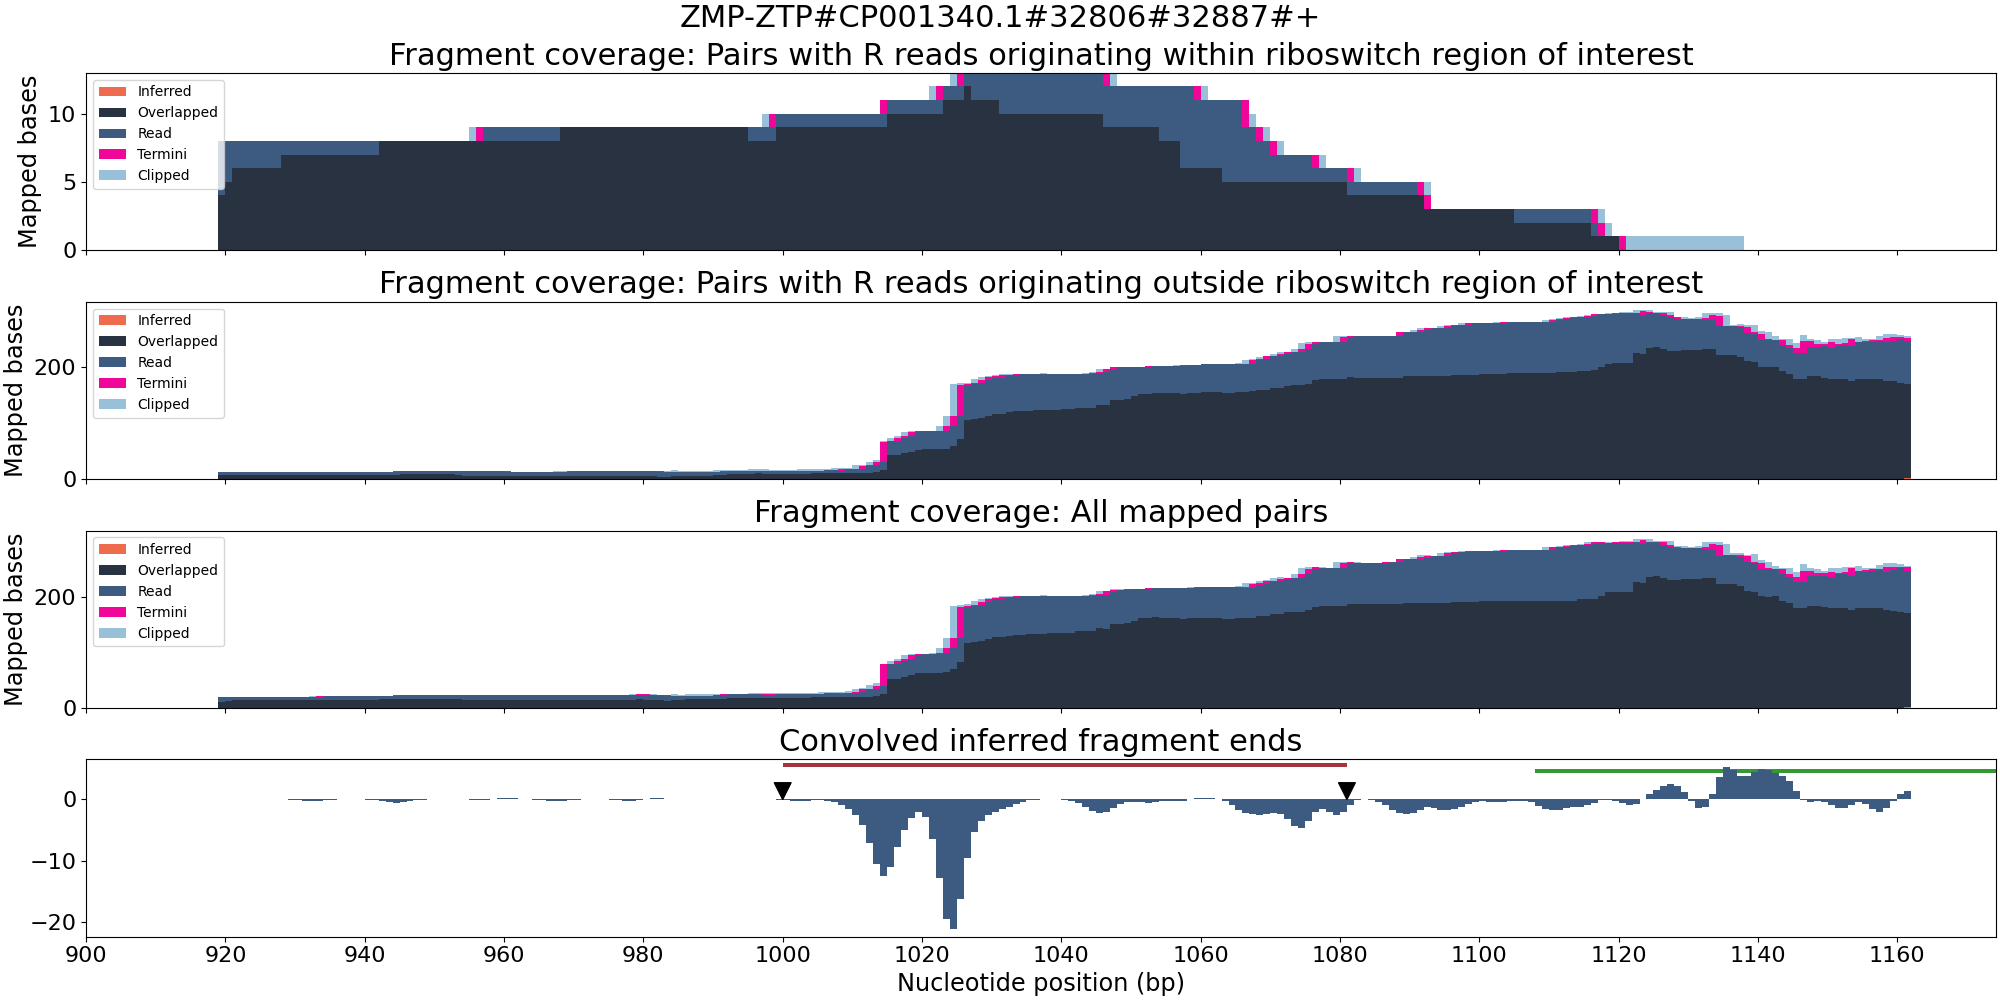 ZMP-ZTP#CP001340.1#32806#32887#+
Fragment coverage: Pairs with R reads originating within riboswitch region of interest
Mapped bases
10
5
0
Inferred
Overlapped
Read
Termini
Clipped
Fragment coverage: Pairs with R reads originating outside riboswitch region of interest
Mapped bases
200
0
Inferred
Overlapped
Read
Termini
Clipped
Fragment coverage: All mapped pairs
Mapped bases
200
0
Inferred
Overlapped
Read
Termini
Clipped
Convolved inferred fragment ends
0
−10
−20
900 920 940 960 980 1000 1020 1040 1060 1080 1100 1120 1140 1160
Nucleotide position (bp)